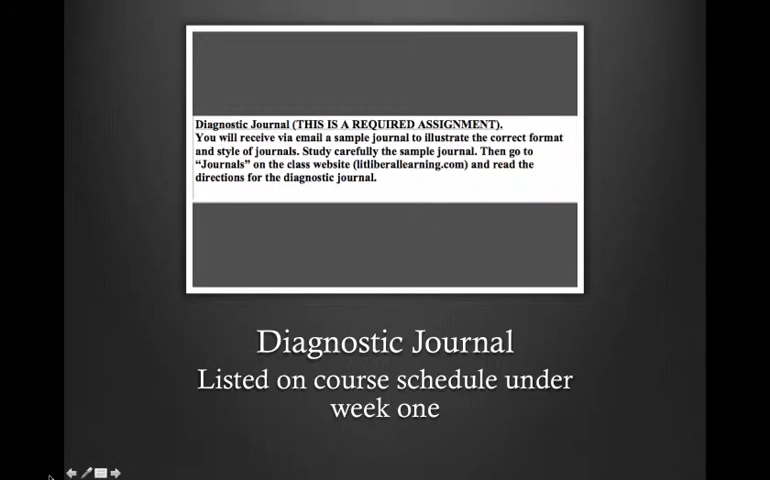 Diagnostic Journal (THIS IS A REQUIRED ASSIGNMENT).
You will receive via email a sample journal to illustrate the correct format
and style of journals. Study carefully the sample journal. Then go to
“Journals” on the class website (litliberallearning.com) and read the
directions for the diagnostic journal.
Diagnostic Journal
Listed on course schedule under
week one